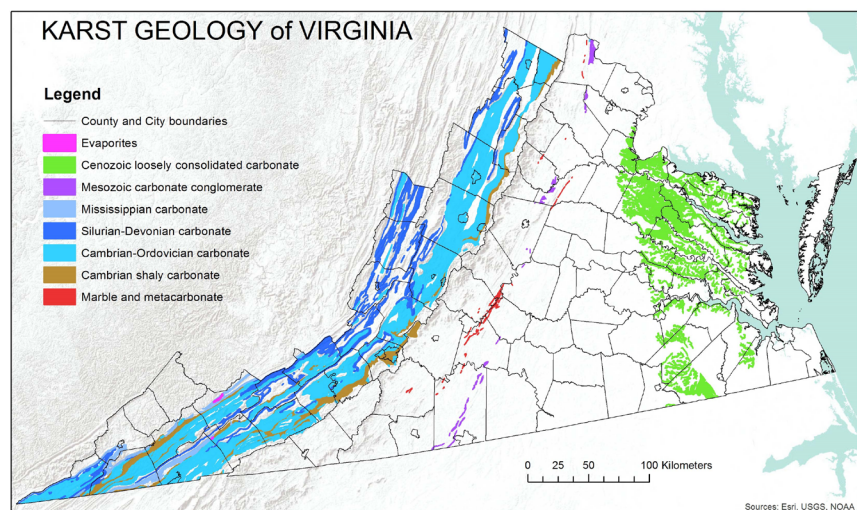 KARST GEOLOGY of VIRGINIA
Legend
County and City boundaries
Evaporites
Cenozoic loosely consolidated carbonate
Mesozoic carbonate conglomerate
Mississippian carbonate
Silurian-Devonian carbonate
Cambrian-Ordovician carbonate
Cambrian shaly carbonate
Marble and metacarbonate
0 25 50 100 Kilometers
Sources: Esri, USGS, NOAA